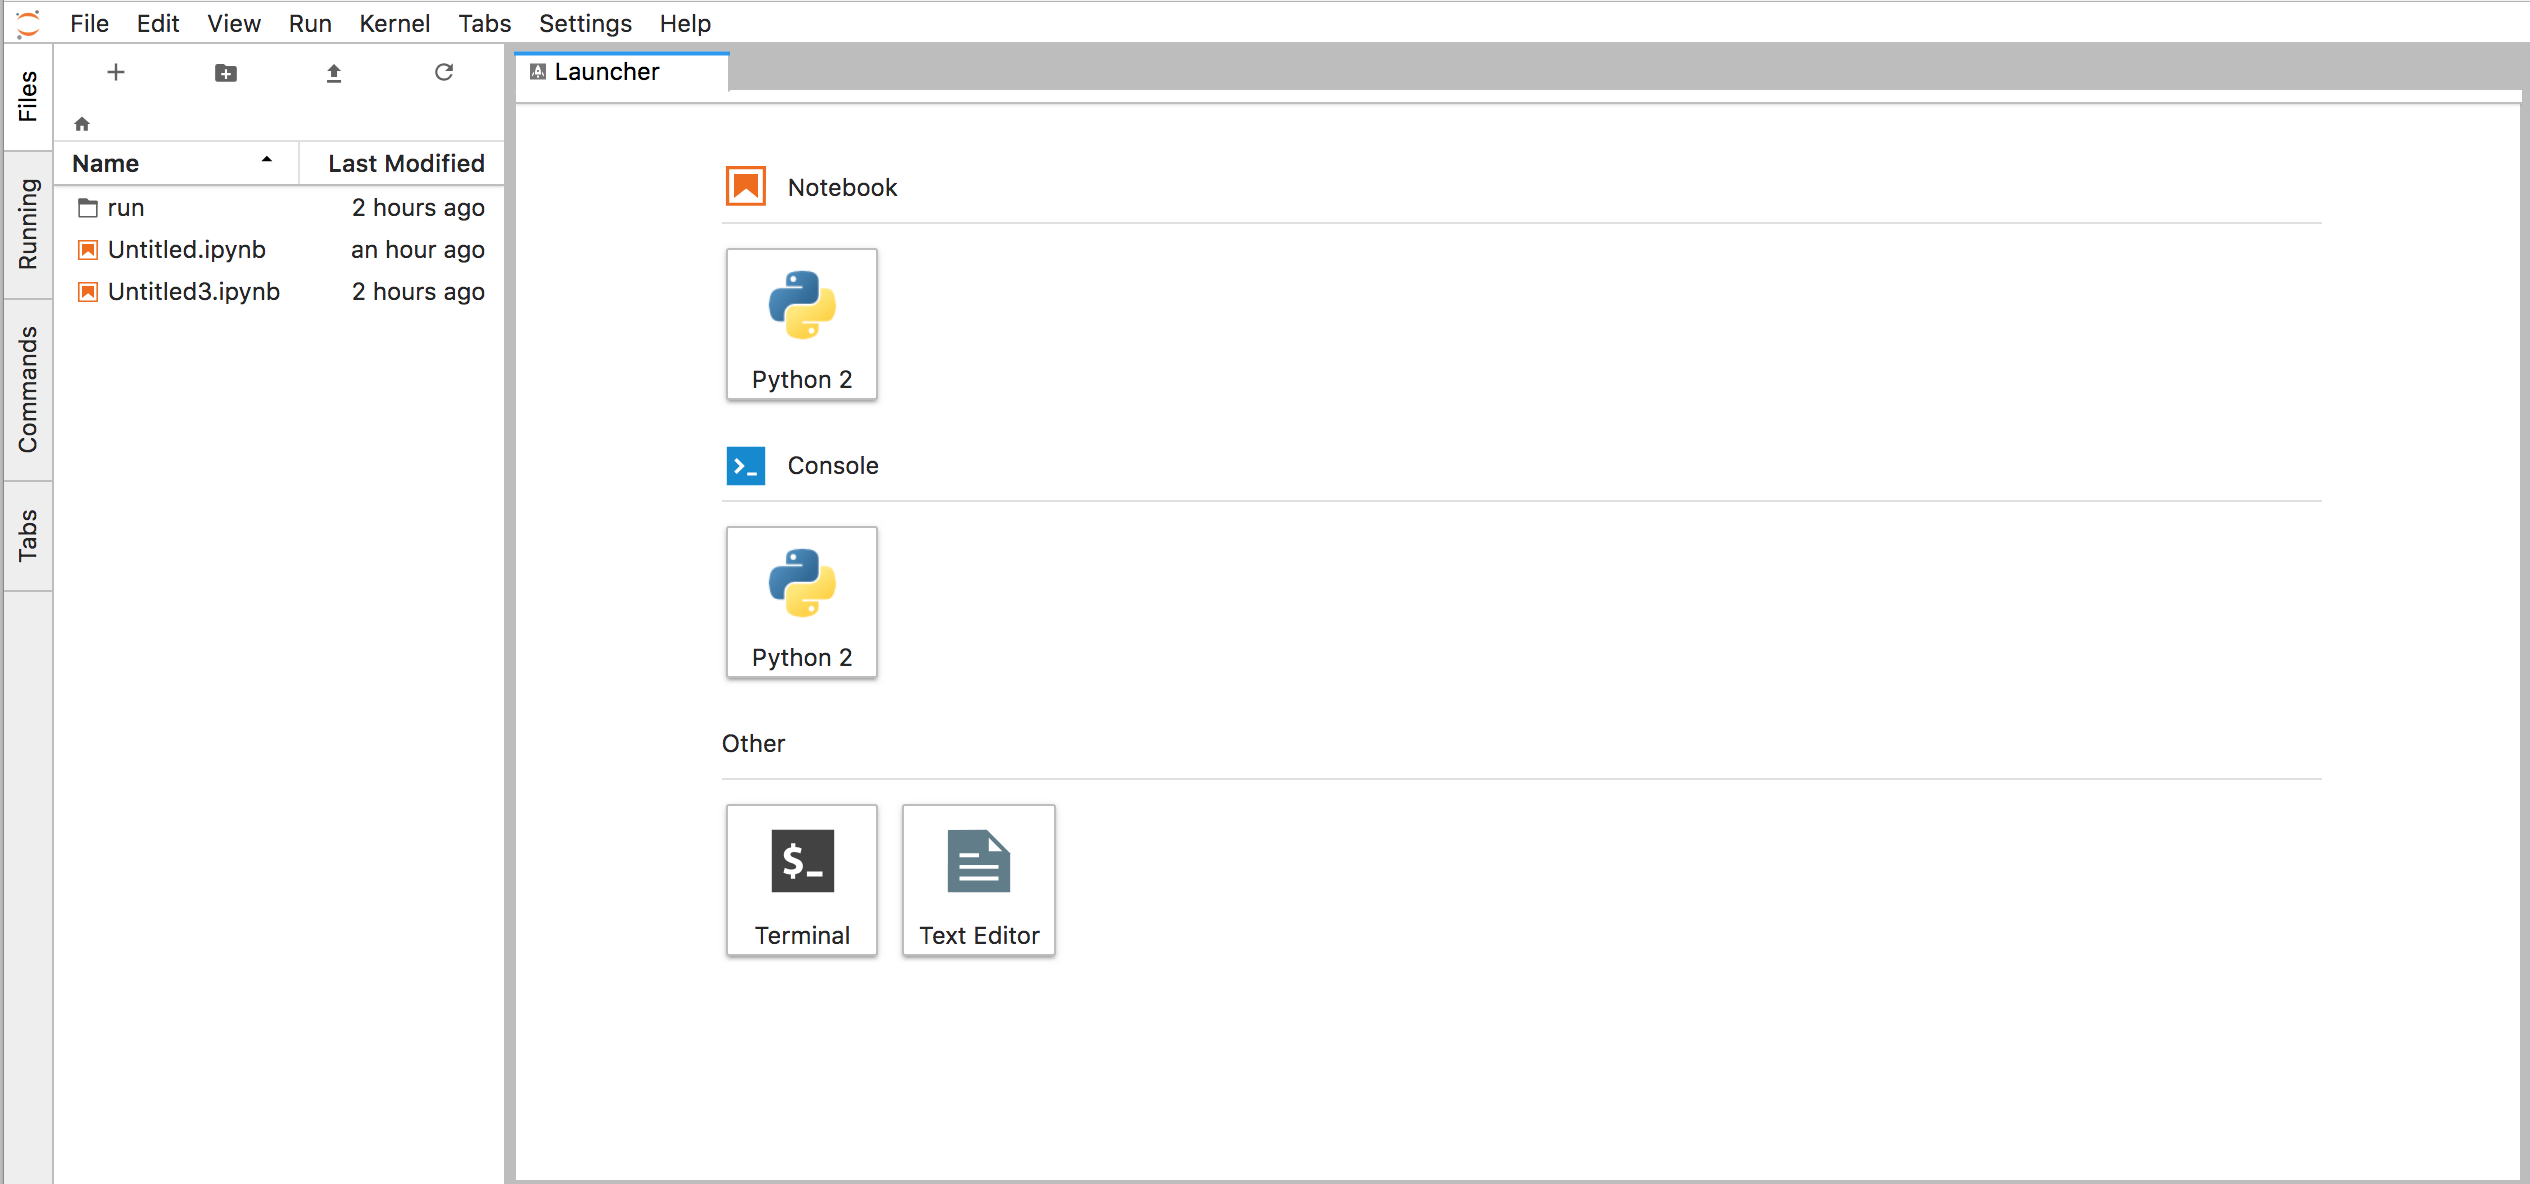 File Edit View Run Kernel Tabs Settings Help
Files
Running
Commands
Tabs
Name Last Modified
run 2 hours ago
Untitled.ipynb an hour ago
Untitled3.ipynb 2 hours ago
Launcher
Notebook
Python 2
>_ Console
Python 2
Other
$_
Terminal Text Editor